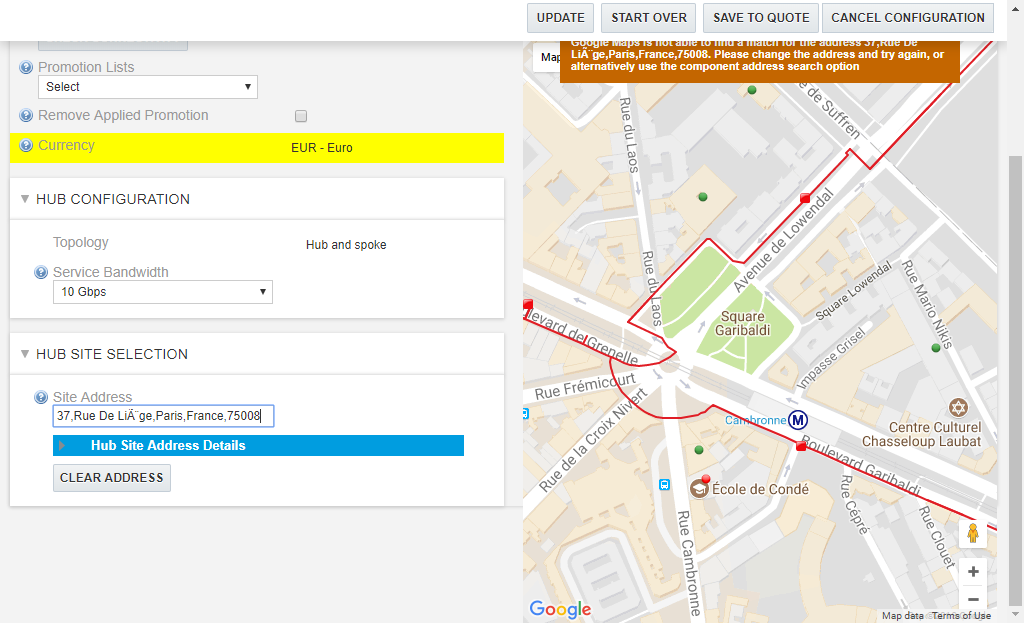 UPDATE
START OVER
SAVE TO QUOTE
CANCEL CONFIGURATION
Promotion Lists
Select
Remove Applied Promotion
Currency
EUR - Euro
HUB CONFIGURATION
Topology
Hub and spoke
Service Bandwidth
10 Gbps
HUB SITE SELECTION
Site Address
37,Rue De LiÃ¨ge,Paris,France,75008
Hub Site Address Details
CLEAR ADDRESS
Map
Google Maps is not able to find a match for the address 37,Rue De
LiÃ¨ge,Paris,France,75008. Please change the address and try again, or
alternatively use the component address search option
Rue du Laos
e de Suffren
Avenue de Lowendal
Rue du Laos
Square
Garibaldi
Square Lowendal
Rue Mario Nikis
Impasse Grisel
levard de Grenelle
Rue Frémicourt
Rue de la Croix Nivert
Cambronne
M
Centre Culturel
Chasseloup Laubat
Boulevard Garibaldi
École de Condé
Rue Cépré
Rue Clouet
Rue Cambronne
+
−
Google
Map data
Terms of Use